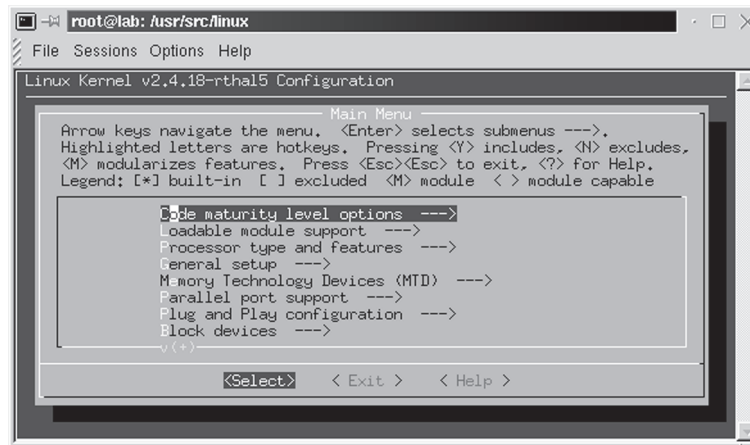 root@lab: /usr/src/linux
File Sessions Options Help
Linux Kernel v2.4.18-rthal5 Configuration
Main Menu
Arrow keys navigate the menu. <Enter> selects submenus --->.
Highlighted letters are hotkeys. Pressing <Y> includes, <N> excludes,
<M> modularizes features. Press <Esc><Esc> to exit, <?> for Help.
Legend: [*] built-in [ ] excluded <M> module < > module capable
Code maturity level options --->
Loadable module support --->
Processor type and features --->
General setup --->
Memory Technology Devices (MTD) --->
Parallel port support --->
Plug and Play configuration --->
Block devices --->
v(+)
<Select> < Exit > < Help >